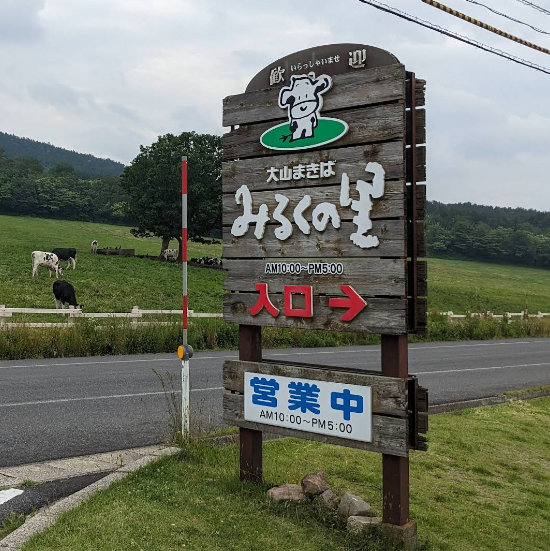 歓 いらっしゃいませ 迎
大山まきば
みるくの里
AM10:00～PM5:00
入口→
営業中
AM10:00～PM5:00